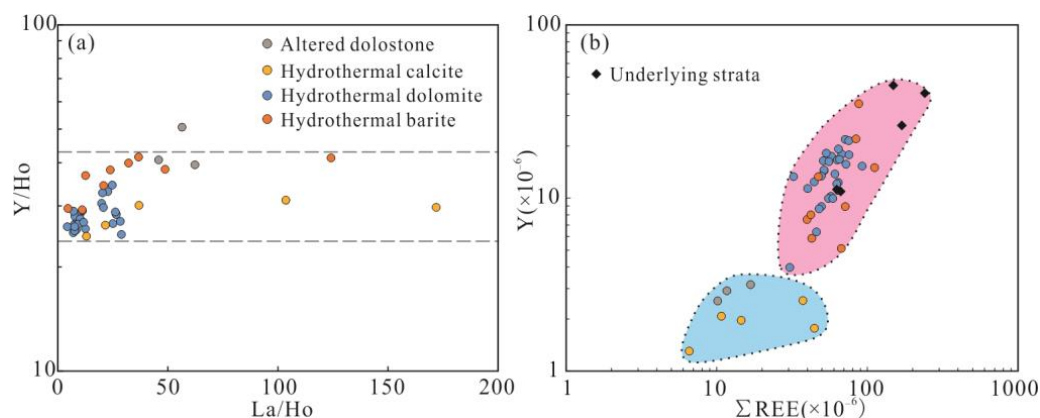 (a)
Altered dolostone
Hydrothermal calcite
Hydrothermal dolomite
Hydrothermal barite
100
10
Y/Ho
0
50
100
150
200
La/Ho
(b)
Underlying strata
100
10
1
Y(×10⁻⁶)
1
10
100
1000
∑REE(×10⁻⁶)